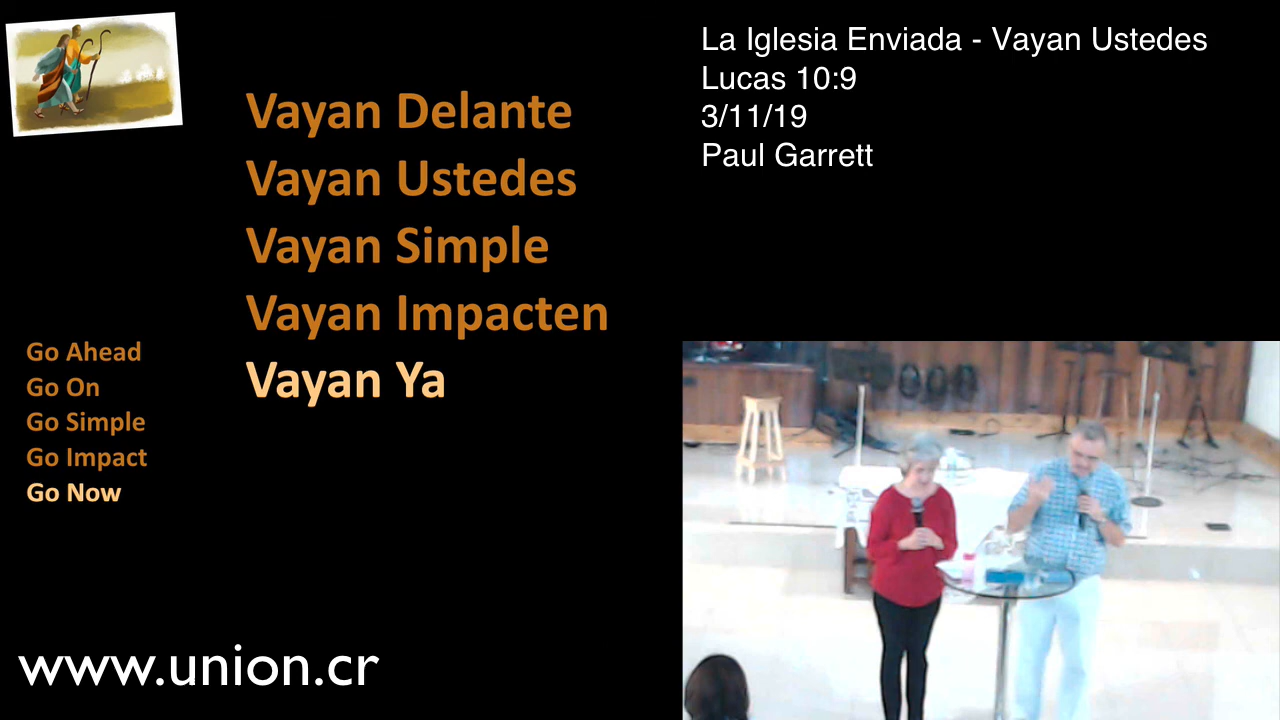 Vayan Delante
Vayan Ustedes
Vayan Simple
Vayan Impacten
Vayan Ya
Go Ahead
Go On
Go Simple
Go Impact
Go Now
www.union.cr
La Iglesia Enviada - Vayan Ustedes
Lucas 10:9
3/11/19
Paul Garrett